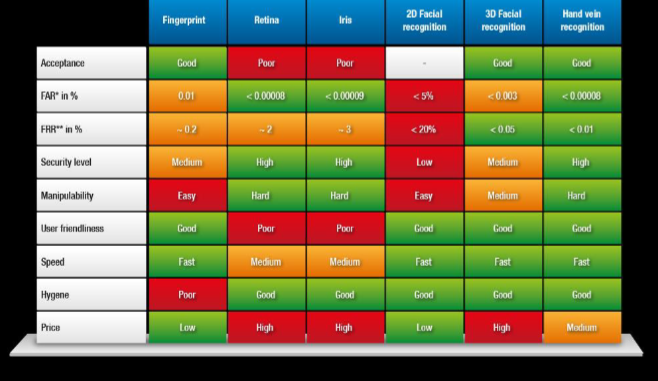 Fingerprint Retina Iris 2D Facial recognition 3D Facial recognition Hand vein recognition
Acceptance Good Poor Poor - Good Good
FAR* in % 0.01 < 0.00008 < 0.00009 < 5% < 0.003 < 0.00008
FRR** in % ~ 0.2 ~ 2 ~ 3 < 20% < 0.05 < 0.01
Security level Medium High High Low Medium High
Manipulability Easy Hard Hard Easy Medium Hard
User friendliness Good Poor Poor Good Good Good
Speed Fast Medium Medium Fast Fast Fast
Hygene Poor Good Good Good Good Good
Price Low High High Low High Medium